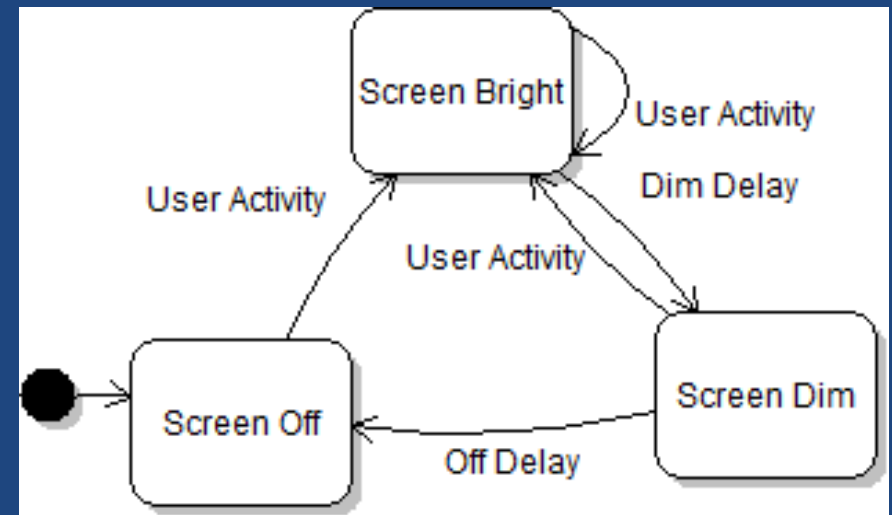 Screen Bright
User Activity
Dim Delay
User Activity
User Activity
Screen Dim
Screen Off
Off Delay